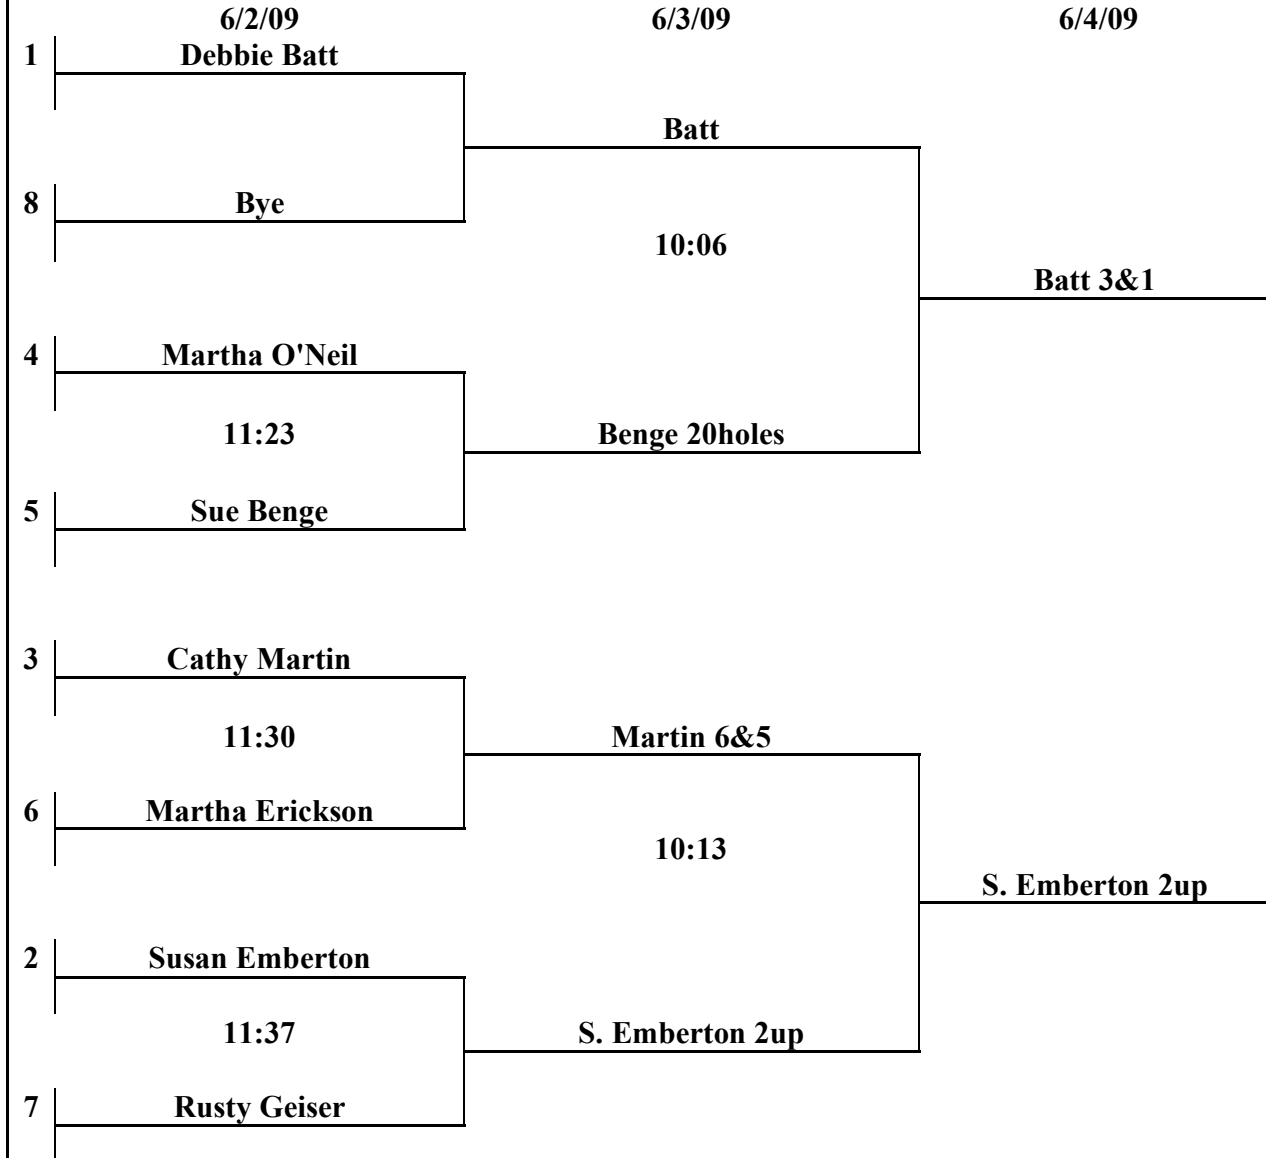 6/2/09 6/3/09 6/4/09
1 Debbie Batt
Batt
8 Bye
10:06
Batt 3&1
4 Martha O'Neil
11:23 Benge 20holes
5 Sue Benge
3 Cathy Martin
11:30 Martin 6&5
6 Martha Erickson
10:13
S. Emberton 2up
2 Susan Emberton
11:37 S. Emberton 2up
7 Rusty Geiser